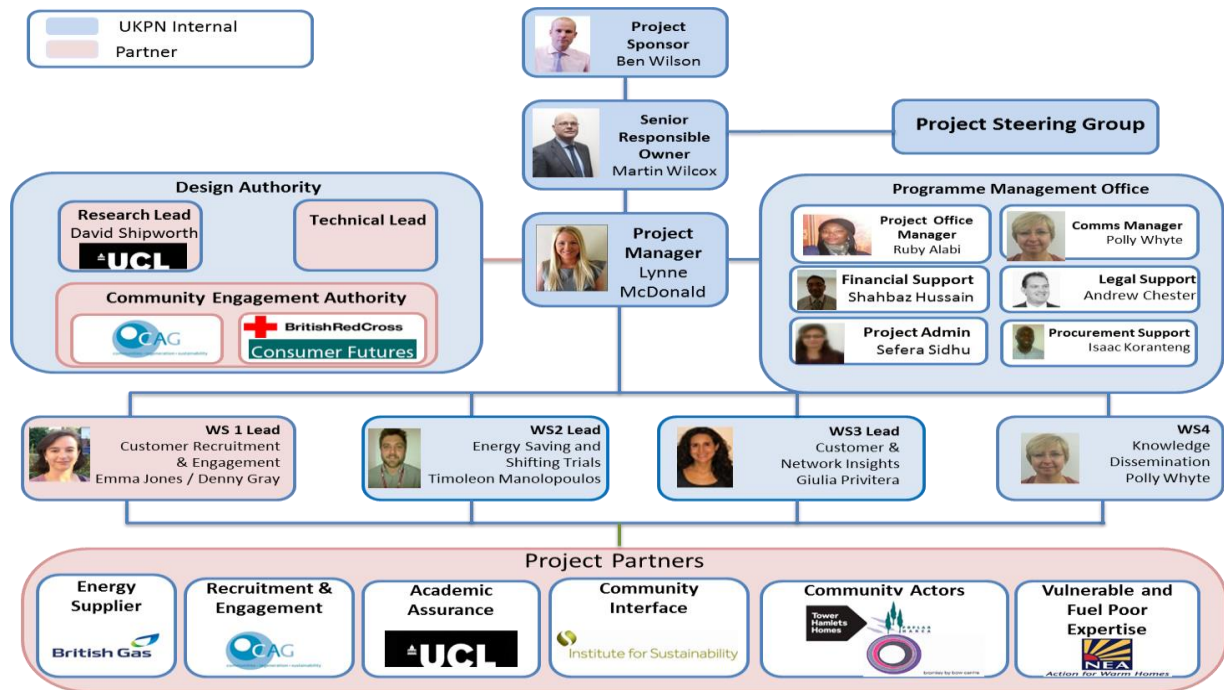 UKPN Internal
Partner
Project
Sponsor
Ben Wilson
Senior
Responsible
Owner
Martin Wilcox
Project Steering Group
Design Authority
Research Lead
David Shipworth
UCL
Technical Lead
Community Engagement Authority
CAG
BritishRedCross
Consumer Futures
Project
Manager
Lynne
McDonald
Programme Management Office
Project Office
Manager
Ruby Alabi
Comms Manager
Polly Whyte
Financial Support
Shahbaz Hussain
Legal Support
Andrew Chester
Project Admin
Sefera Sidhu
Procurement Support
Isaac Koranteng
WS 1 Lead
Customer Recruitment
& Engagement
Emma Jones / Denny Gray
WS2 Lead
Energy Saving and
Shifting Trials
Timoleon Manolopoulos
WS3 Lead
Customer &
Network Insights
Giulia Privitera
WS4
Knowledge
Dissemination
Polly Whyte
Project Partners
Energy
Supplier
British Gas
Recruitment &
Engagement
CAG
Academic
Assurance
UCL
Community
Interface
Institute for Sustainability
Community Actors
Tower
Hamlets
Homes
POPLAR
HARCA
bromley by bow centre
Vulnerable and
Fuel Poor
Expertise
NEA
Action for Warm Homes